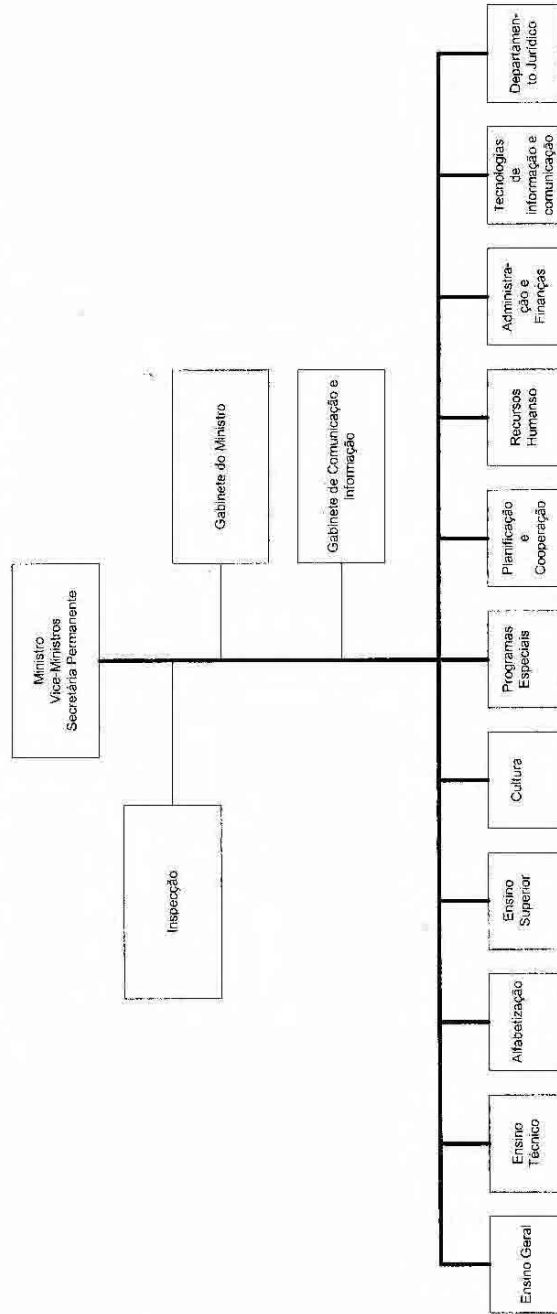 Ministro
Vice-Ministros
Secretária Permanente
Inspecção
Gabinete do Ministro
Gabinete de Comunicação e
Informação
Ensino Geral
Ensino
Técnico
Alfabetização
Ensino
Superior
Cultura
Programas
Especiais
Planificação
e
Cooperação
Recursos
Humanso
Administra-
ção e
Finanças
Tecnologias
de
informação e
comunicação
Departamen-
to Jurídico